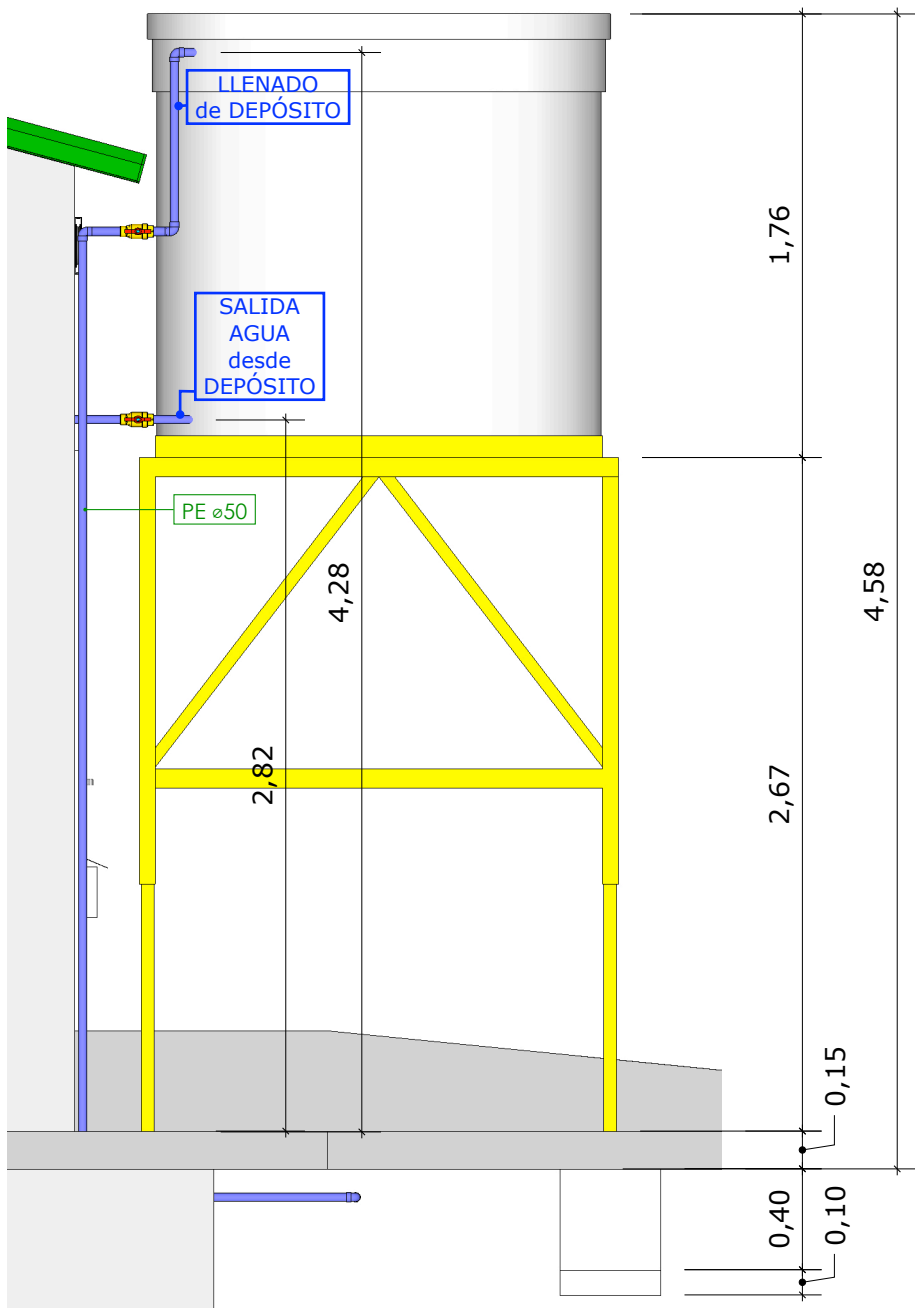 LLENADO
de DEPÓSITO
1,76
SALIDA
AGUA
desde
DEPÓSITO
PE ⌀50
4,28
4,58
2,82
2,67
0,15
0,40
0,10